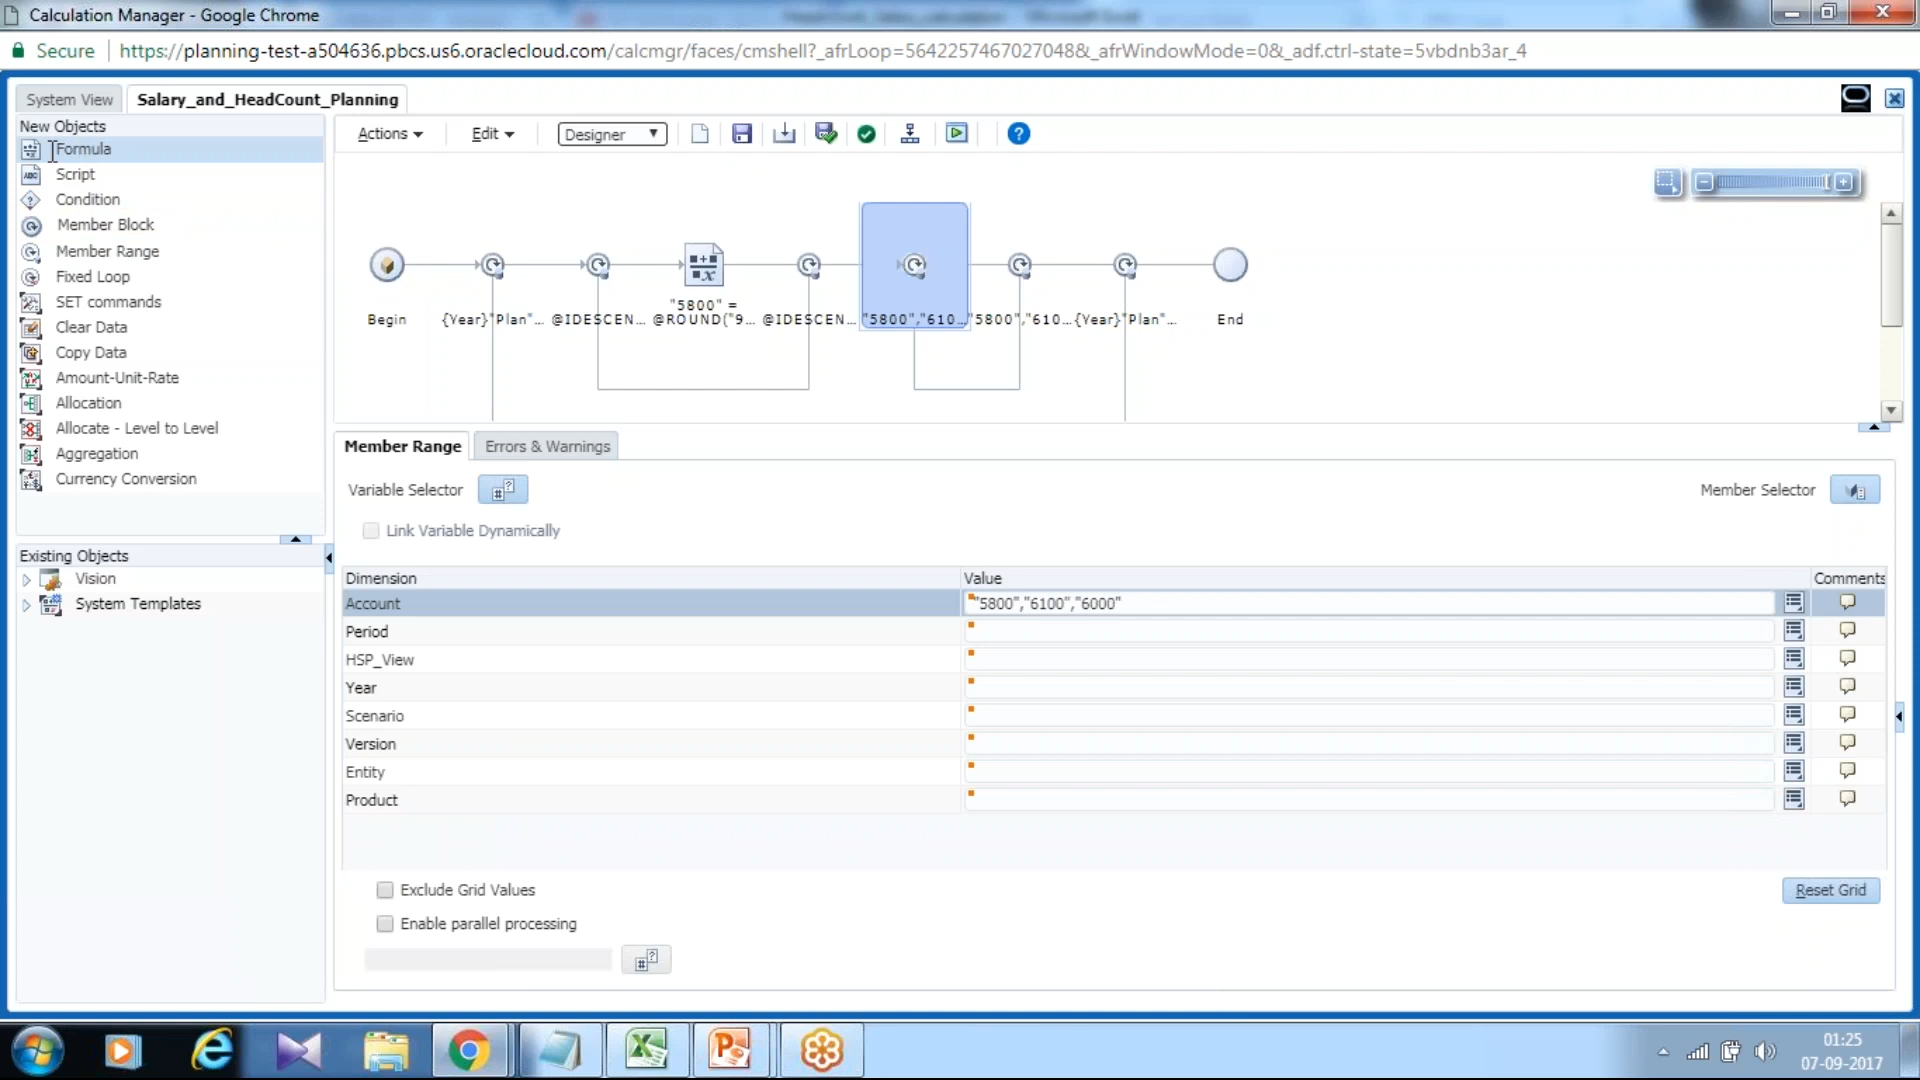 Calculation Manager - Google Chrome
Secure
https://planning-test-a504636.pbcs.us6.oraclecloud.com/calcmgr/faces/cmshell?_afrLoop=5642257467027048&_afrWindowMode=0&_adf.ctrl-state=5vbdnb3ar_4
System View
Salary_and_HeadCount_Planning
New Objects
Formula
Script
Condition
Member Block
Member Range
Fixed Loop
SET commands
Clear Data
Copy Data
Amount-Unit-Rate
Allocation
Allocate - Level to Level
Aggregation
Currency Conversion
Existing Objects
Vision
System Templates
Actions
Edit
Designer
Begin
{Year}"Plan"...
@IDESCEN...
"5800" =
@ROUND("9...
@IDESCEN...
"5800","610...
"5800","610...
{Year}"Plan"...
End
Member Range
Errors & Warnings
Variable Selector
Member Selector
Link Variable Dynamically
Dimension Value Comments
Account "5800","6100","6000"
Period
HSP_View
Year
Scenario
Version
Entity
Product
Exclude Grid Values
Reset Grid
Enable parallel processing
01:25
07-09-2017